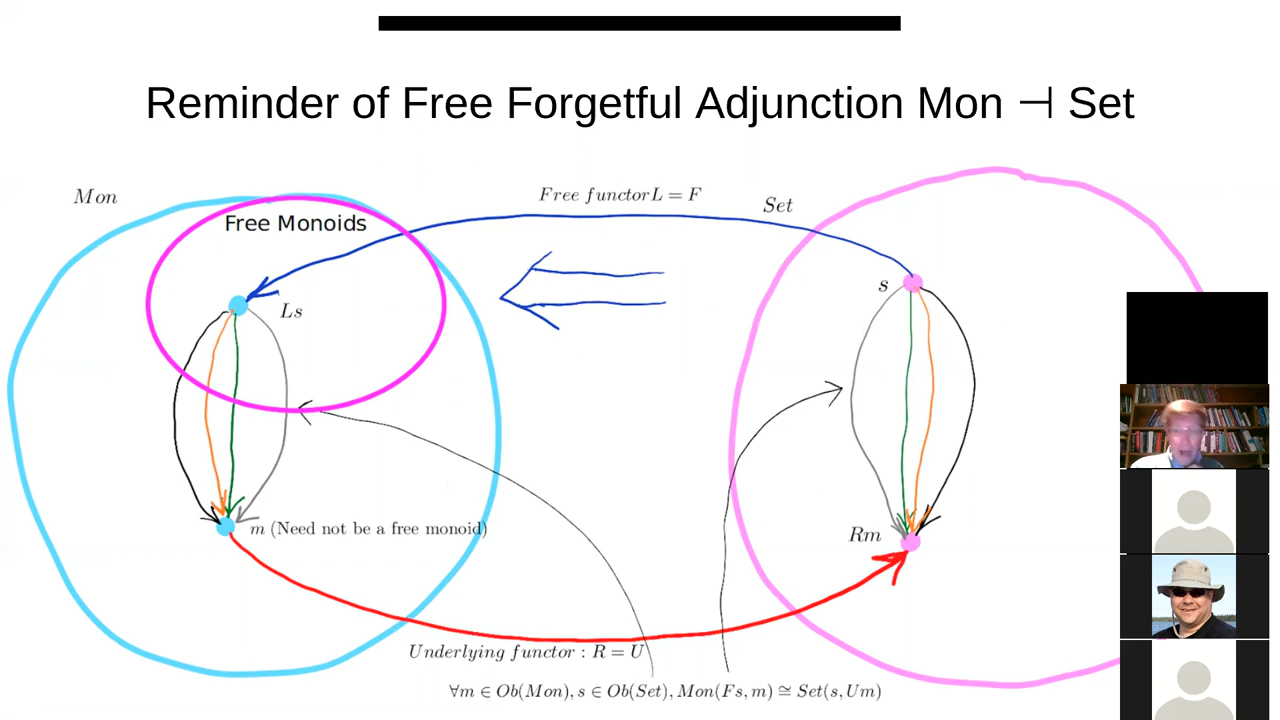 Reminder of Free Forgetful Adjunction Mon ⊣ Set
Mon
Free functorL = F
Set
Free Monoids
s
Ls
m (Need not be a free monoid)
Rm
Underlying functor : R = U
∀m ∈ Ob(Mon), s ∈ Ob(Set), Mon(Fs, m) ≅ Set(s, Um)